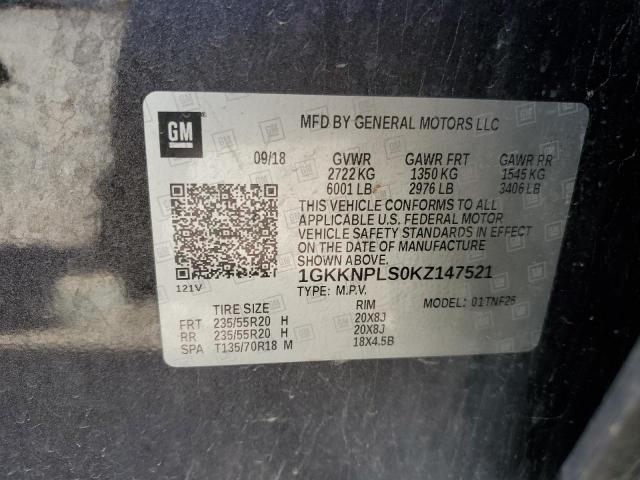 GM
MFD BY GENERAL MOTORS LLC
09/18 GVWR GAWR FRT GAWR RR
2722 KG 1350 KG 1545 KG
6001 LB 2976 LB 3406 LB
THIS VEHICLE CONFORMS TO ALL
APPLICABLE U.S. FEDERAL MOTOR
VEHICLE SAFETY STANDARDS IN EFFECT
ON THE DATE OF MANUFACTURE
SHOWN ABOVE.
1GKKNPLS0KZ147521
121V
TYPE: M.P.V. MODEL: 01TNF26
TIRE SIZE RIM
FRT 235/55R20 H 20X8J
RR 235/55R20 H 20X8J
SPA T135/70R18 M 18X4.5B